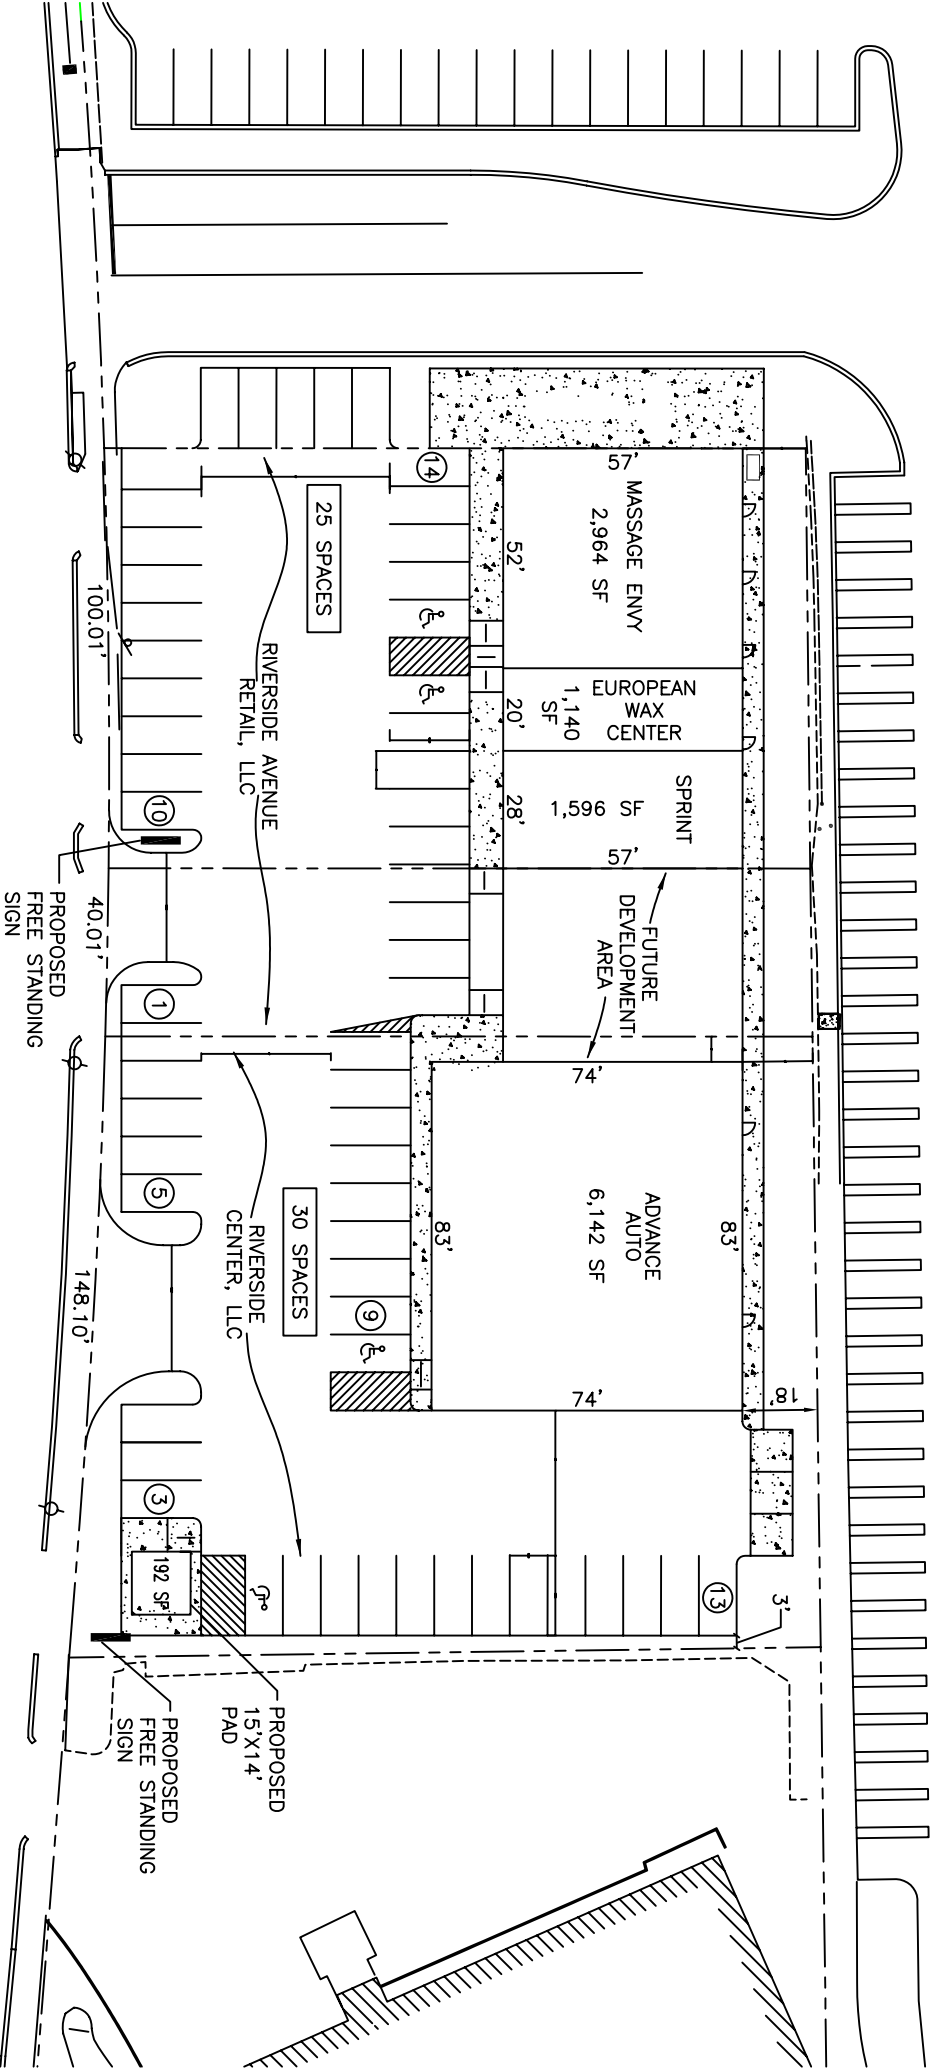 57'
MASSAGE ENVY
2,964 SF
52'
EUROPEAN
WAX
CENTER
1,140
SF
20'
SPRINT
1,596 SF
28'
57'
FUTURE
DEVELOPMENT
AREA
74'
ADVANCE
AUTO
6,142 SF
83'
83'
74'
18'
14
25 SPACES
RIVERSIDE AVENUE
RETAIL, LLC
10
100.01'
40.01'
PROPOSED
FREE STANDING
SIGN
1
5
9
30 SPACES
RIVERSIDE
CENTER, LLC
148.10'
3
192 SF
13
3'
PROPOSED
15'X14'
PAD
PROPOSED
FREE STANDING
SIGN